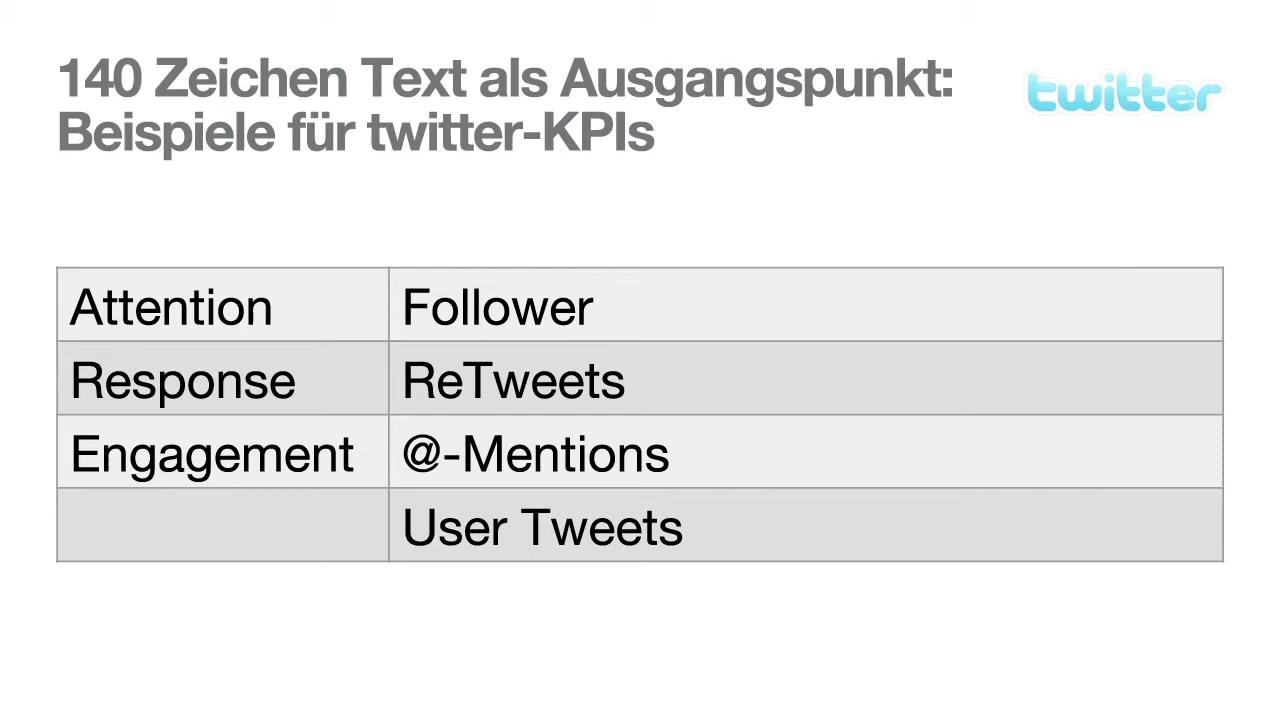 140 Zeichen Text als Ausgangspunkt:
Beispiele für twitter-KPIs
twitter
Attention Follower
Response ReTweets
Engagement @-Mentions
User Tweets